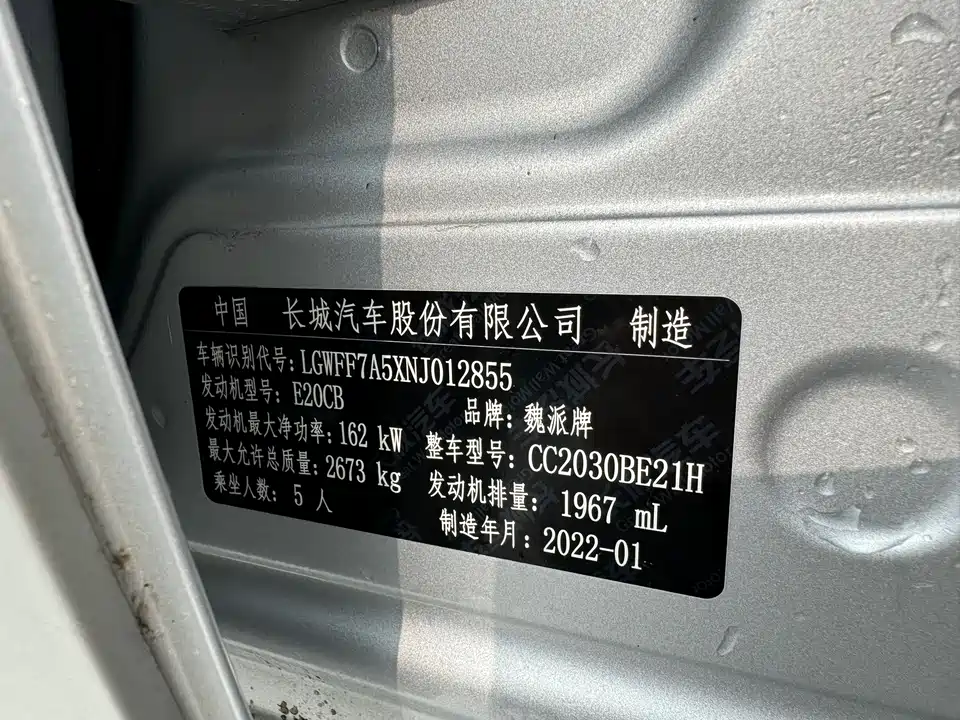 中国 长城汽车股份有限公司 制造
车辆识别代号: LGWFF7A5XNJ012855
发动机型号: E20CB 品牌: 魏派牌
发动机最大净功率: 162 kW 整车型号: CC2030BE21H
最大允许总质量: 2673 kg 发动机排量: 1967 mL
乘坐人数: 5 人 制造年月: 2022-01